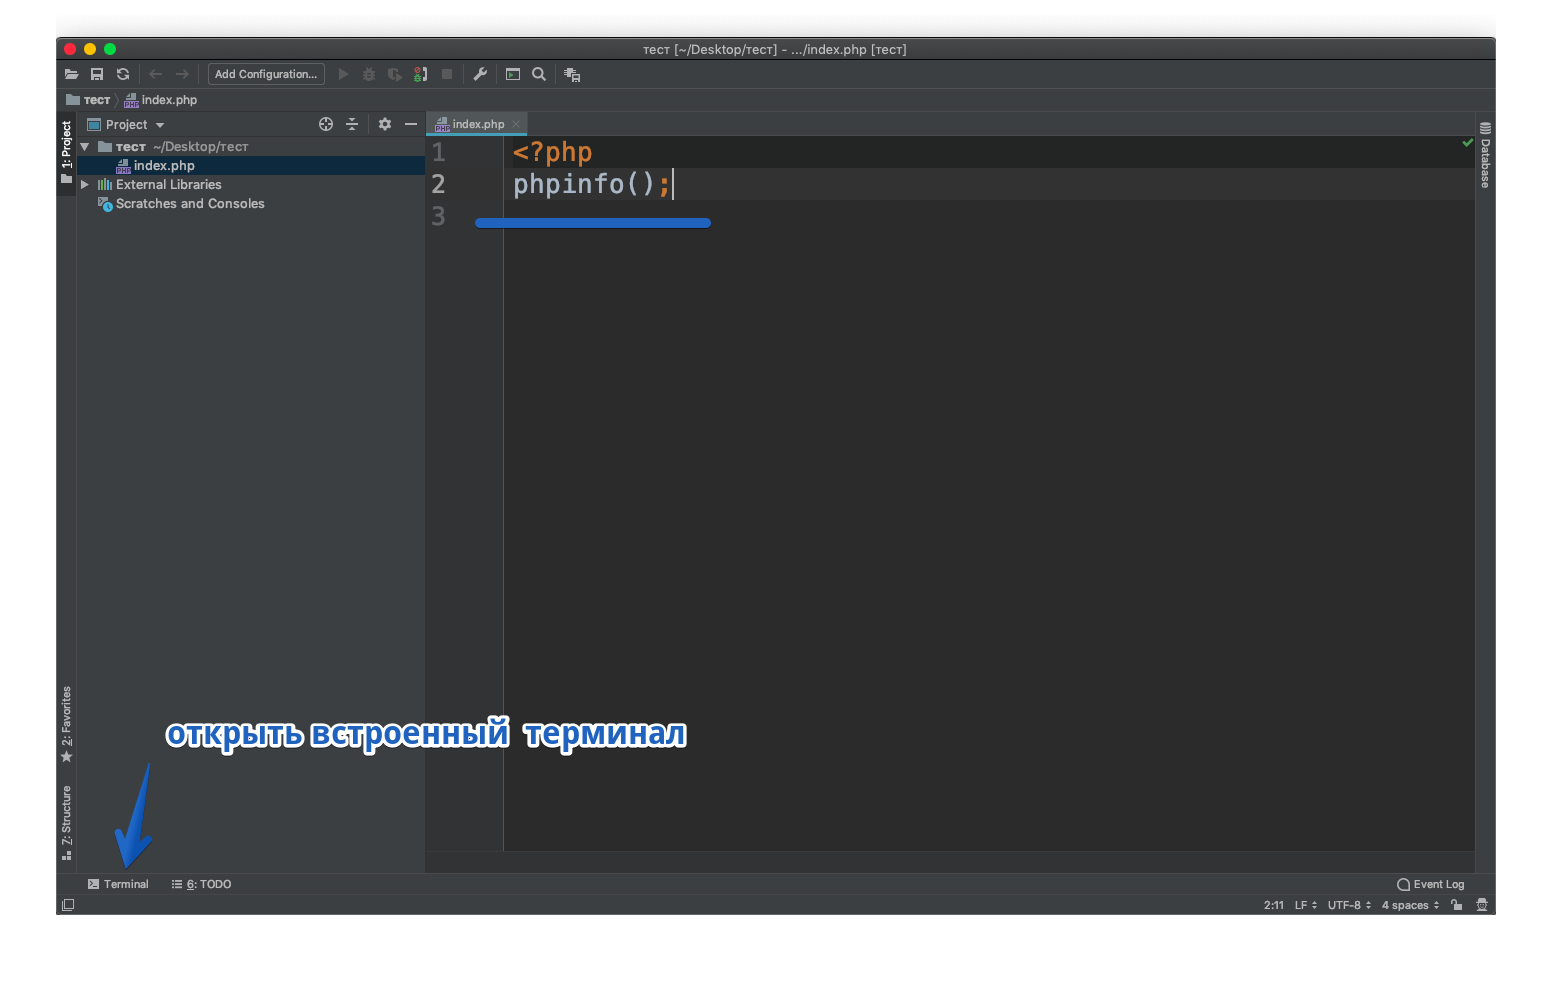 тест [~/Desktop/тест] - .../index.php [тест]
Add Configuration...
тест index.php
1: Project
Project
index.php
тест ~/Desktop/тест
index.php
External Libraries
Scratches and Consoles
1 <?php
2 phpinfo();
3
Database
2: Favorites
открыть встроенный терминал
Z: Structure
Terminal
6: TODO
Event Log
2:11 LF UTF-8 4 spaces